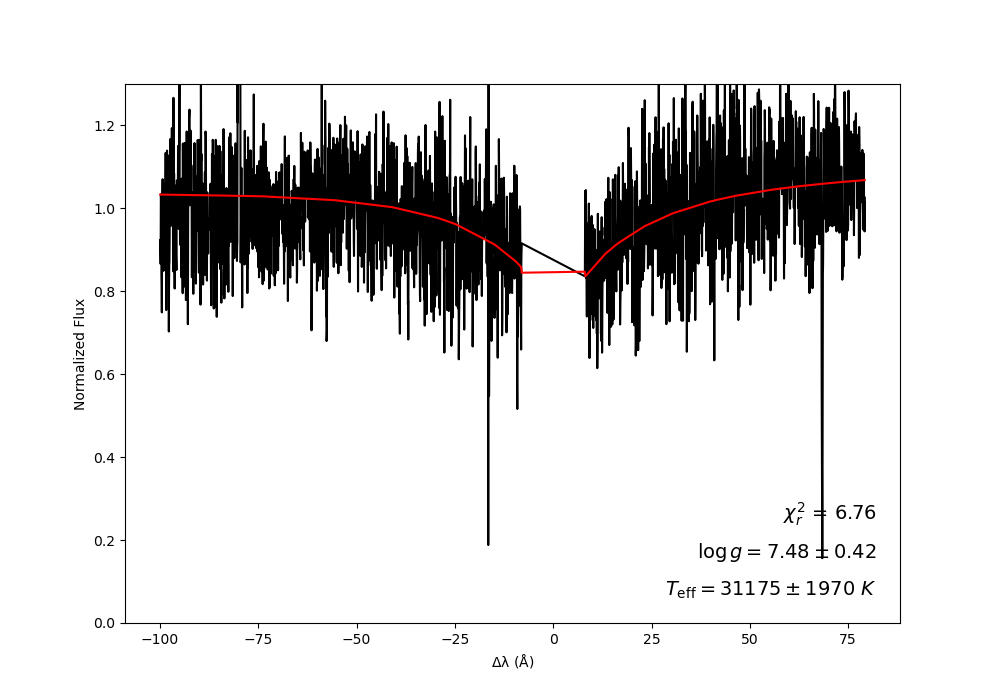 1.2
1.0
0.8
0.6
0.4
0.2
0.0
Normalized Flux
χ²ᵣ = 6.76
log g = 7.48 ± 0.42
T_eff = 31175 ± 1970 K
−100 −75 −50 −25 0 25 50 75
Δλ (Å)